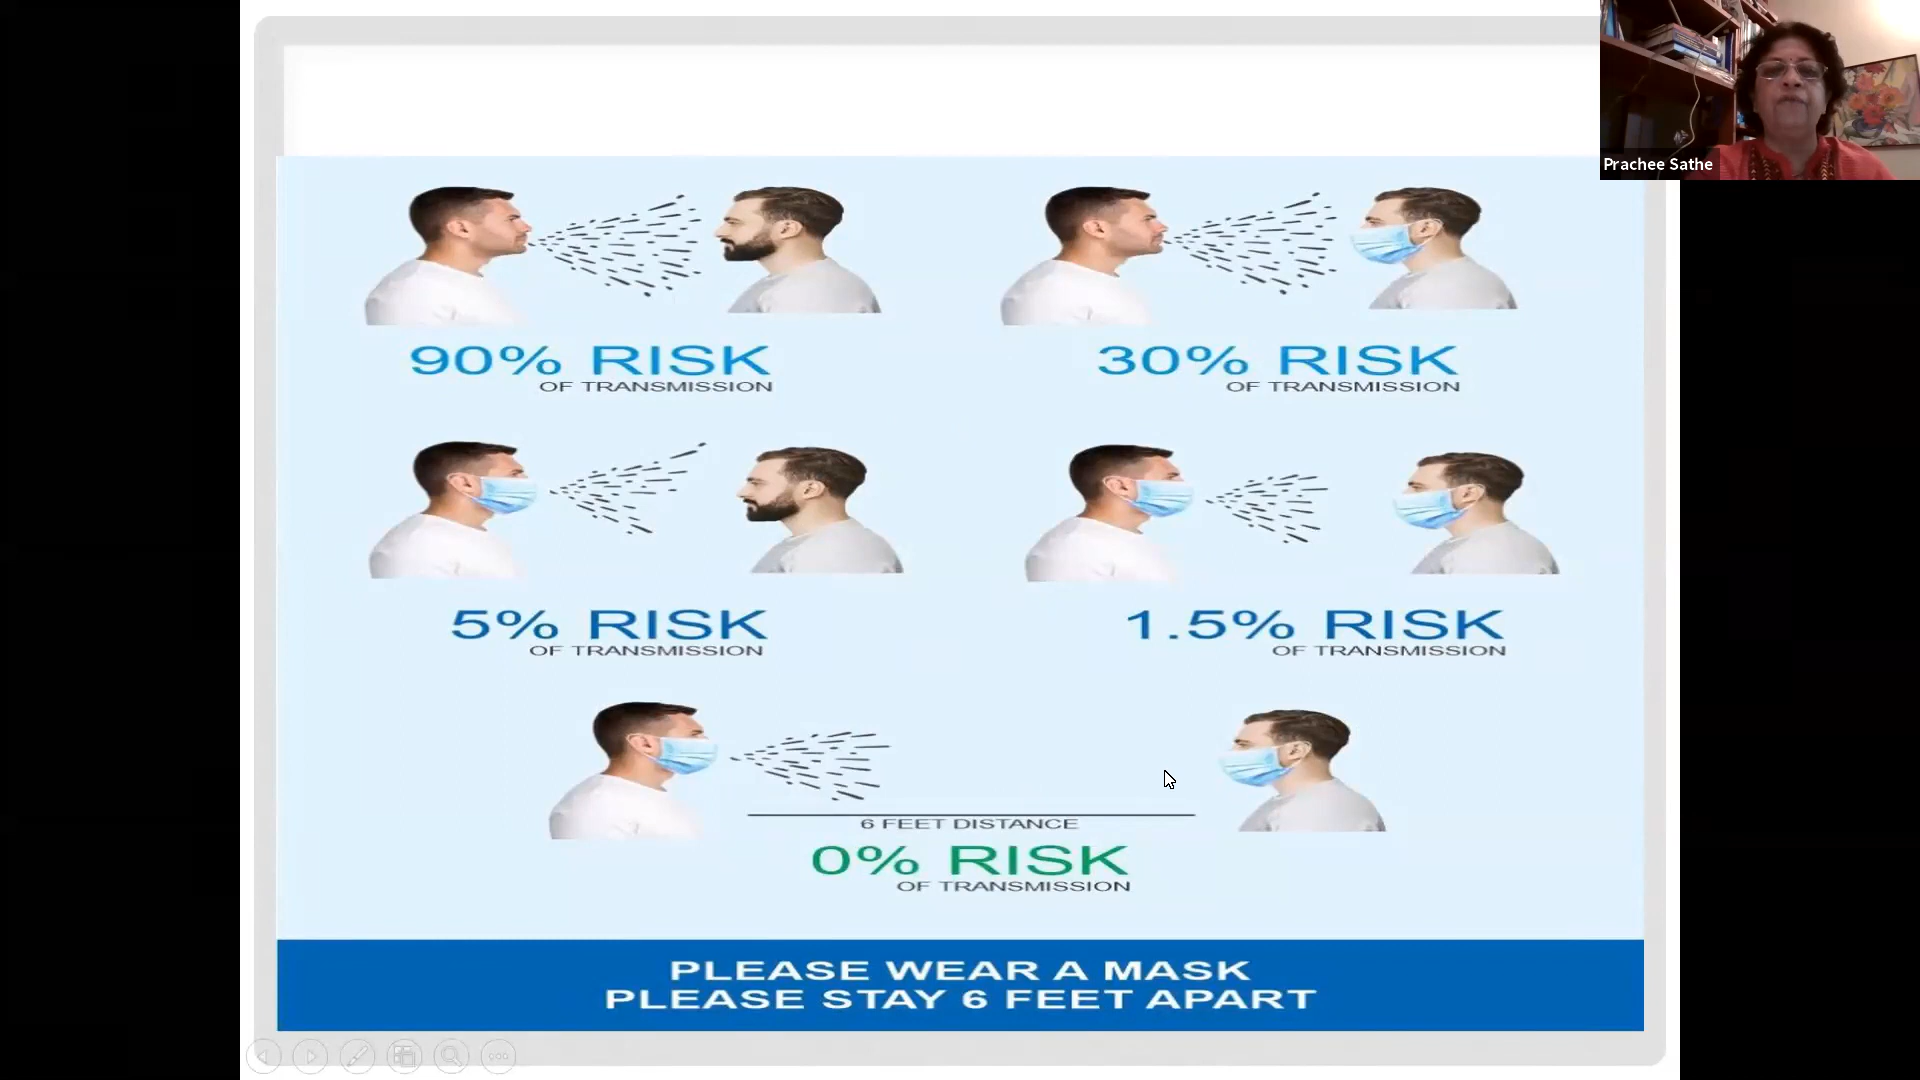 Prachee Sathe
90% RISK
OF TRANSMISSION
30% RISK
OF TRANSMISSION
5% RISK
OF TRANSMISSION
1.5% RISK
OF TRANSMISSION
6 FEET DISTANCE
0% RISK
OF TRANSMISSION
PLEASE WEAR A MASK
PLEASE STAY 6 FEET APART